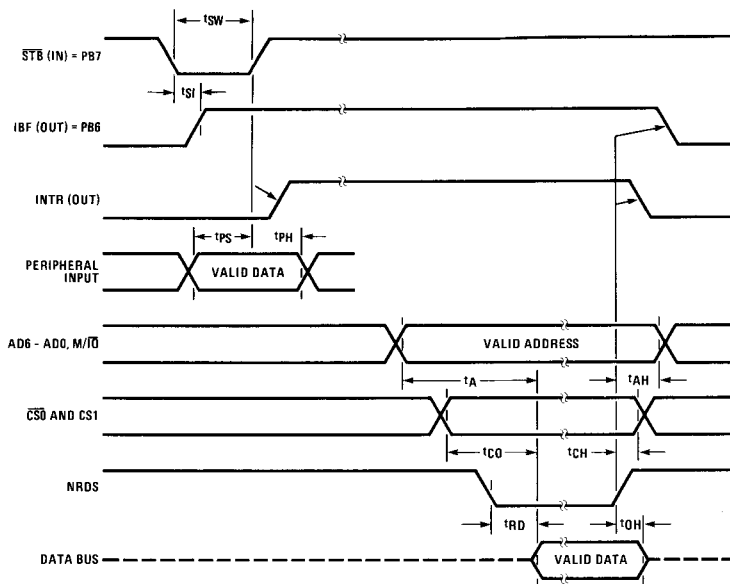 tSW
STB (IN) = PB7
tSI
IBF (OUT) = PB6
INTR (OUT)
tPS
tPH
PERIPHERAL
INPUT
VALID DATA
AD6 - AD0, M/IO
VALID ADDRESS
tA
tAH
CS0 AND CS1
tCO
tCH
NRDS
tRD
tOH
DATA BUS
VALID DATA